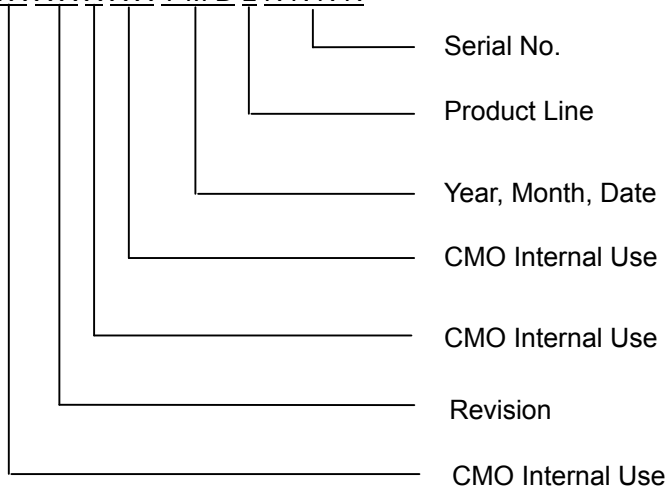 Serial No.
Product Line
Year, Month, Date
CMO Internal Use
CMO Internal Use
Revision
CMO Internal Use